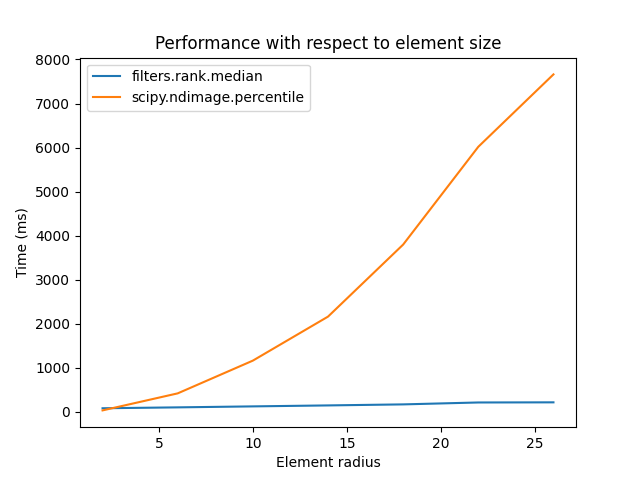 Performance with respect to element size
filters.rank.median
scipy.ndimage.percentile
Time (ms)
8000
7000
6000
5000
4000
3000
2000
1000
0
5 10 15 20 25
Element radius